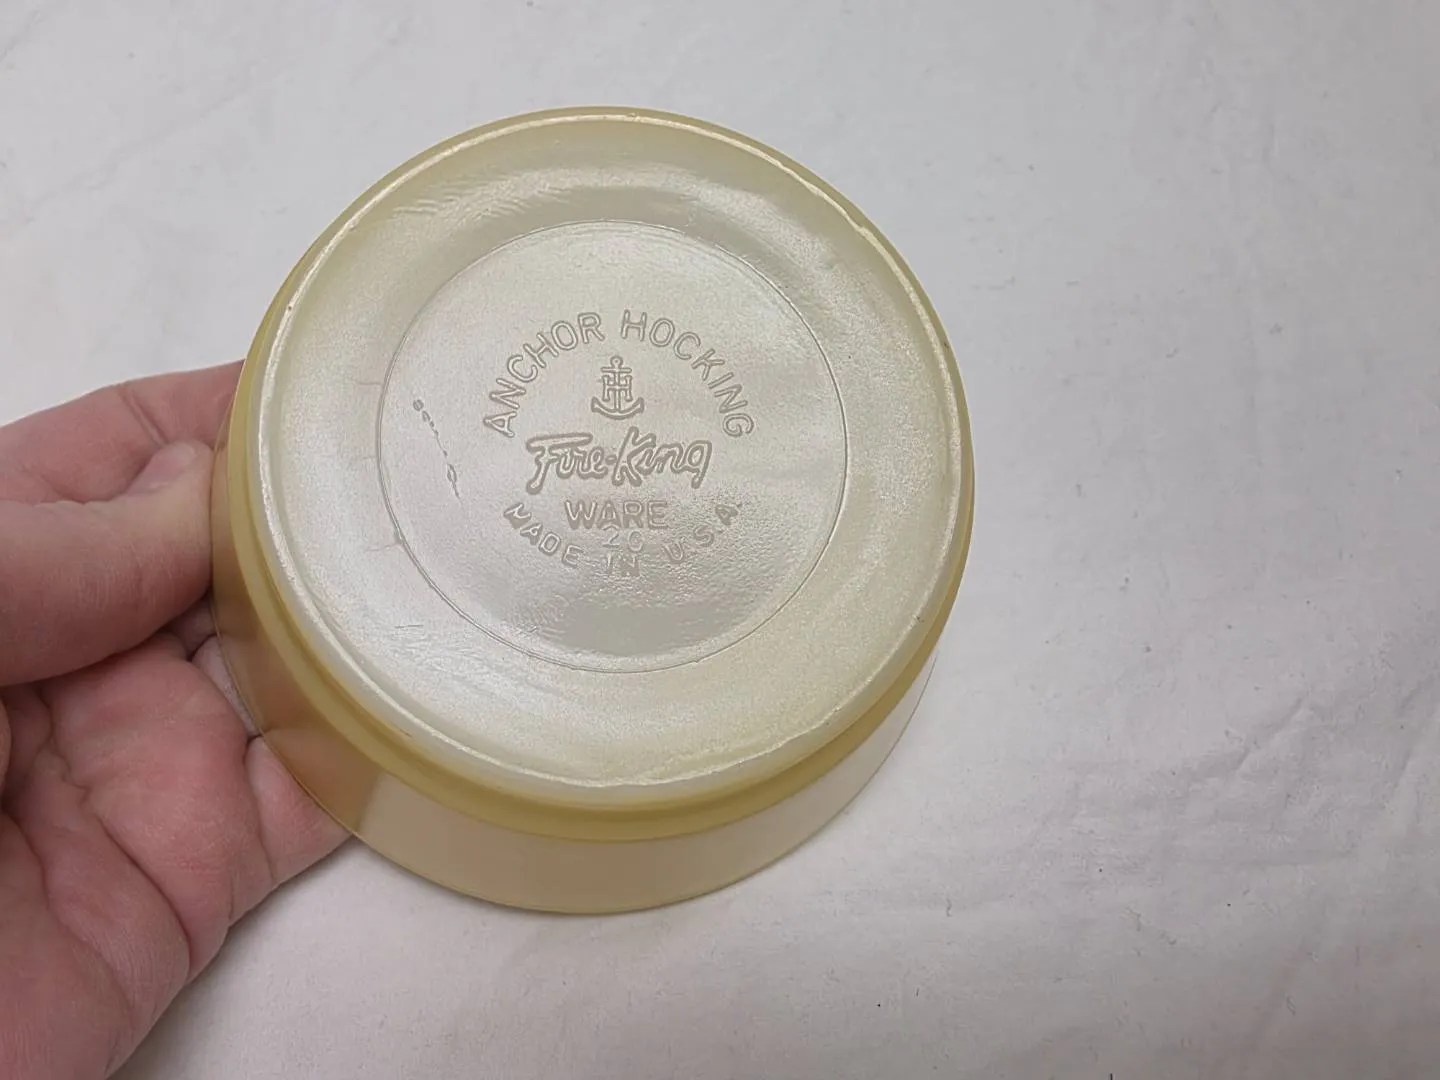 ANCHOR HOCKING
Fire-King
WARE
20
MADE IN U.S.A.